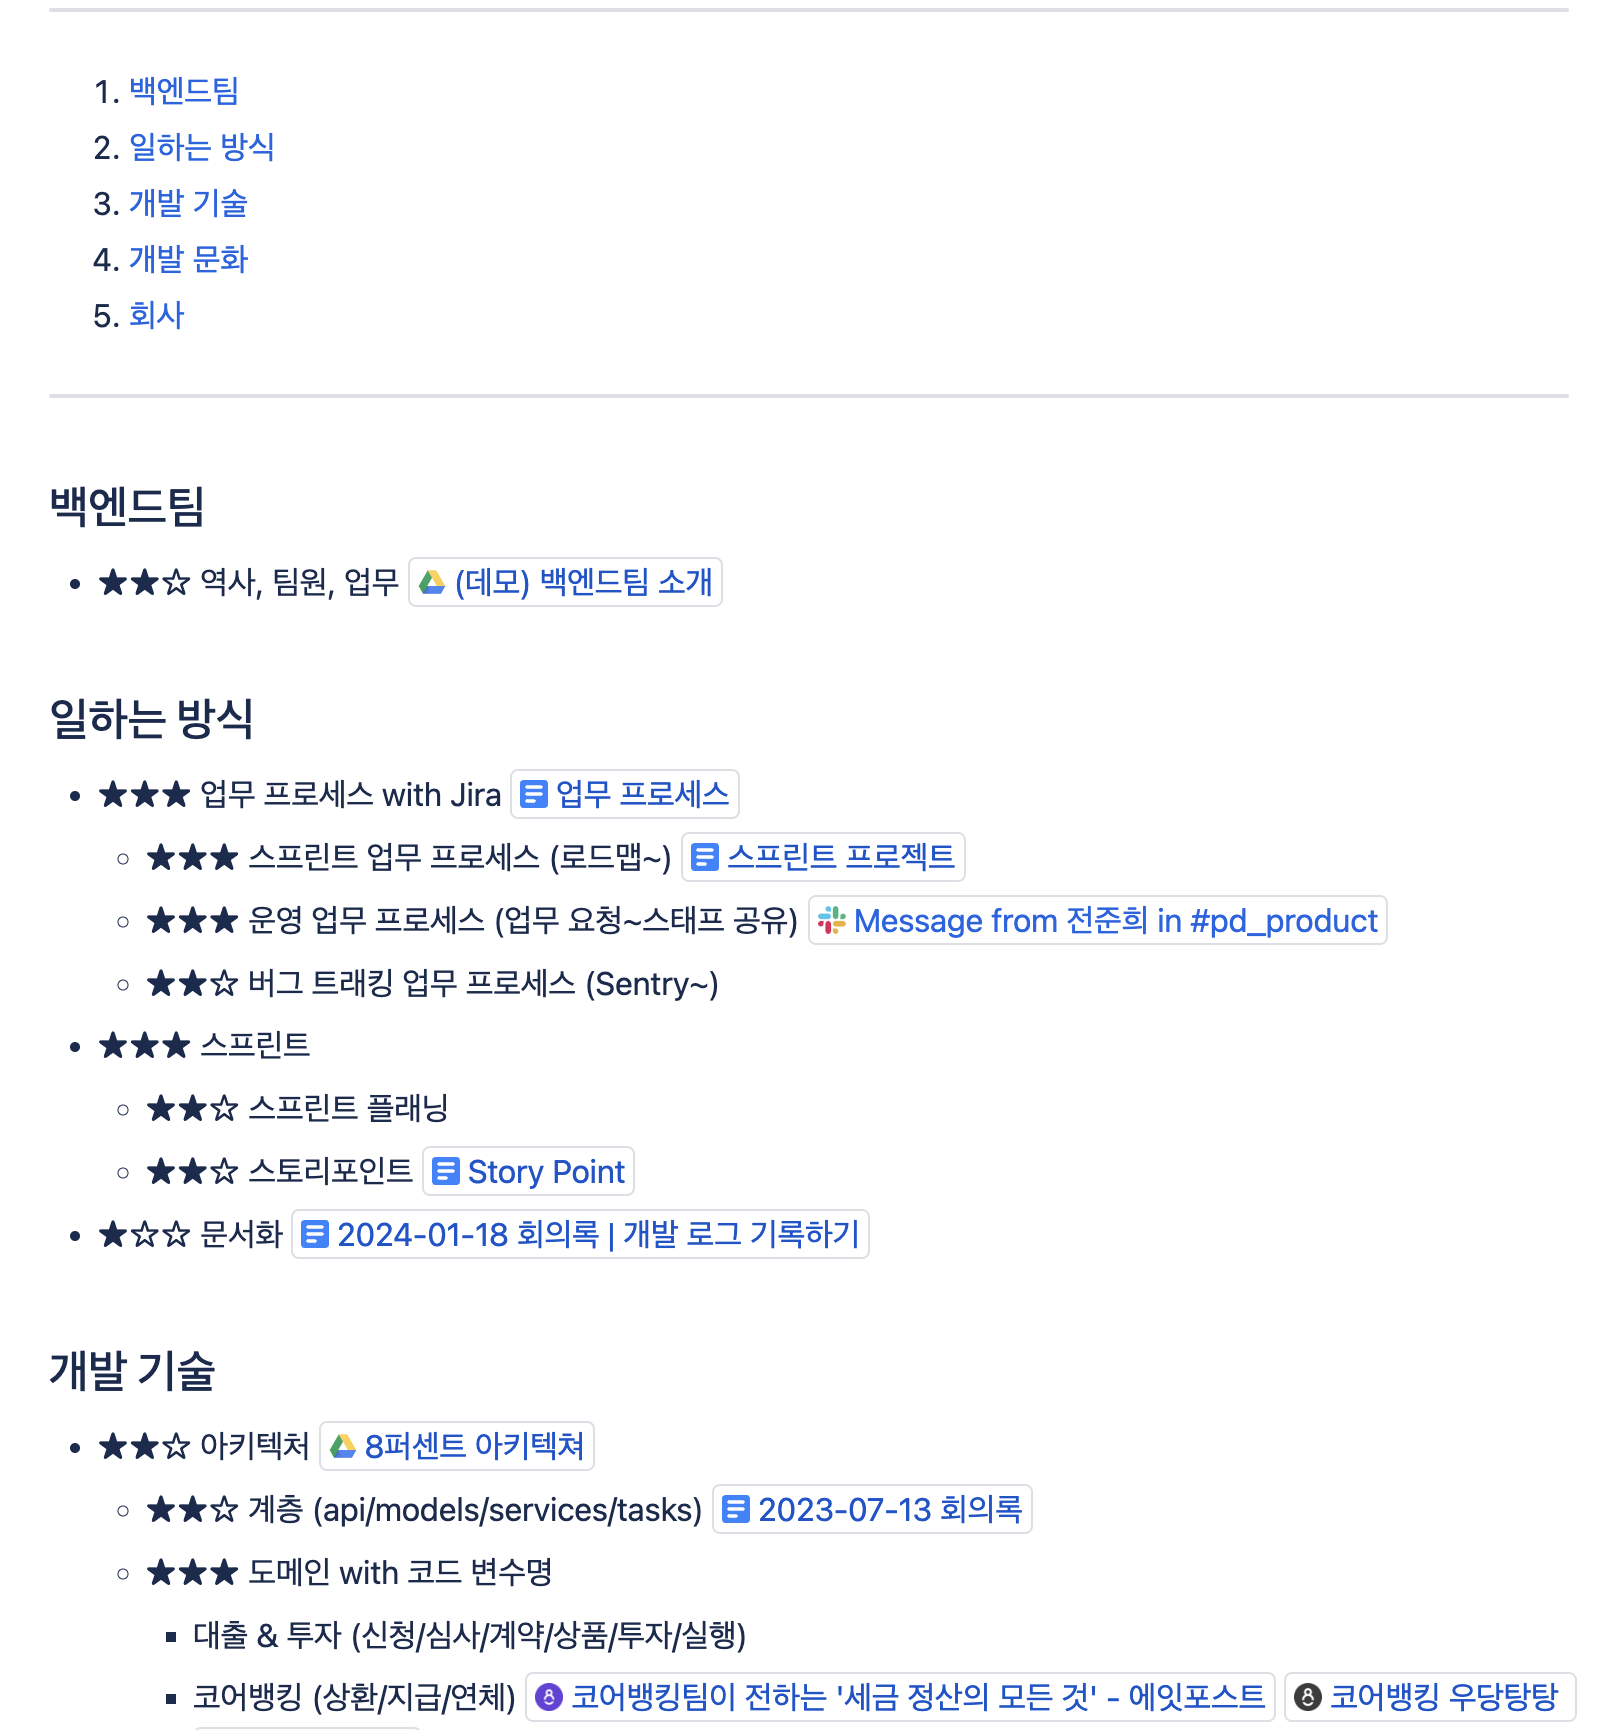 1. 백엔드팀
2. 일하는 방식
3. 개발 기술
4. 개발 문화
5. 회사
백엔드팀
• ★★☆ 역사, 팀원, 업무 (데모) 백엔드팀 소개
일하는 방식
• ★★★ 업무 프로세스 with Jira 업무 프로세스
◦ ★★★ 스프린트 업무 프로세스 (로드맵~) 스프린트 프로젝트
◦ ★★★ 운영 업무 프로세스 (업무 요청~스태프 공유) Message from 전준희 in #pd_product
◦ ★★☆ 버그 트래킹 업무 프로세스 (Sentry~)
• ★★★ 스프린트
◦ ★★☆ 스프린트 플래닝
◦ ★★☆ 스토리포인트 Story Point
• ★☆☆ 문서화 2024-01-18 회의록 | 개발 로그 기록하기
개발 기술
• ★★☆ 아키텍처 8퍼센트 아키텍쳐
◦ ★★☆ 계층 (api/models/services/tasks) 2023-07-13 회의록
◦ ★★★ 도메인 with 코드 변수명
▪ 대출 & 투자 (신청/심사/계약/상품/투자/실행)
▪ 코어뱅킹 (상환/지급/연체) 코어뱅킹팀이 전하는 '세금 정산의 모든 것' - 에잇포스트 코어뱅킹 우당탕탕